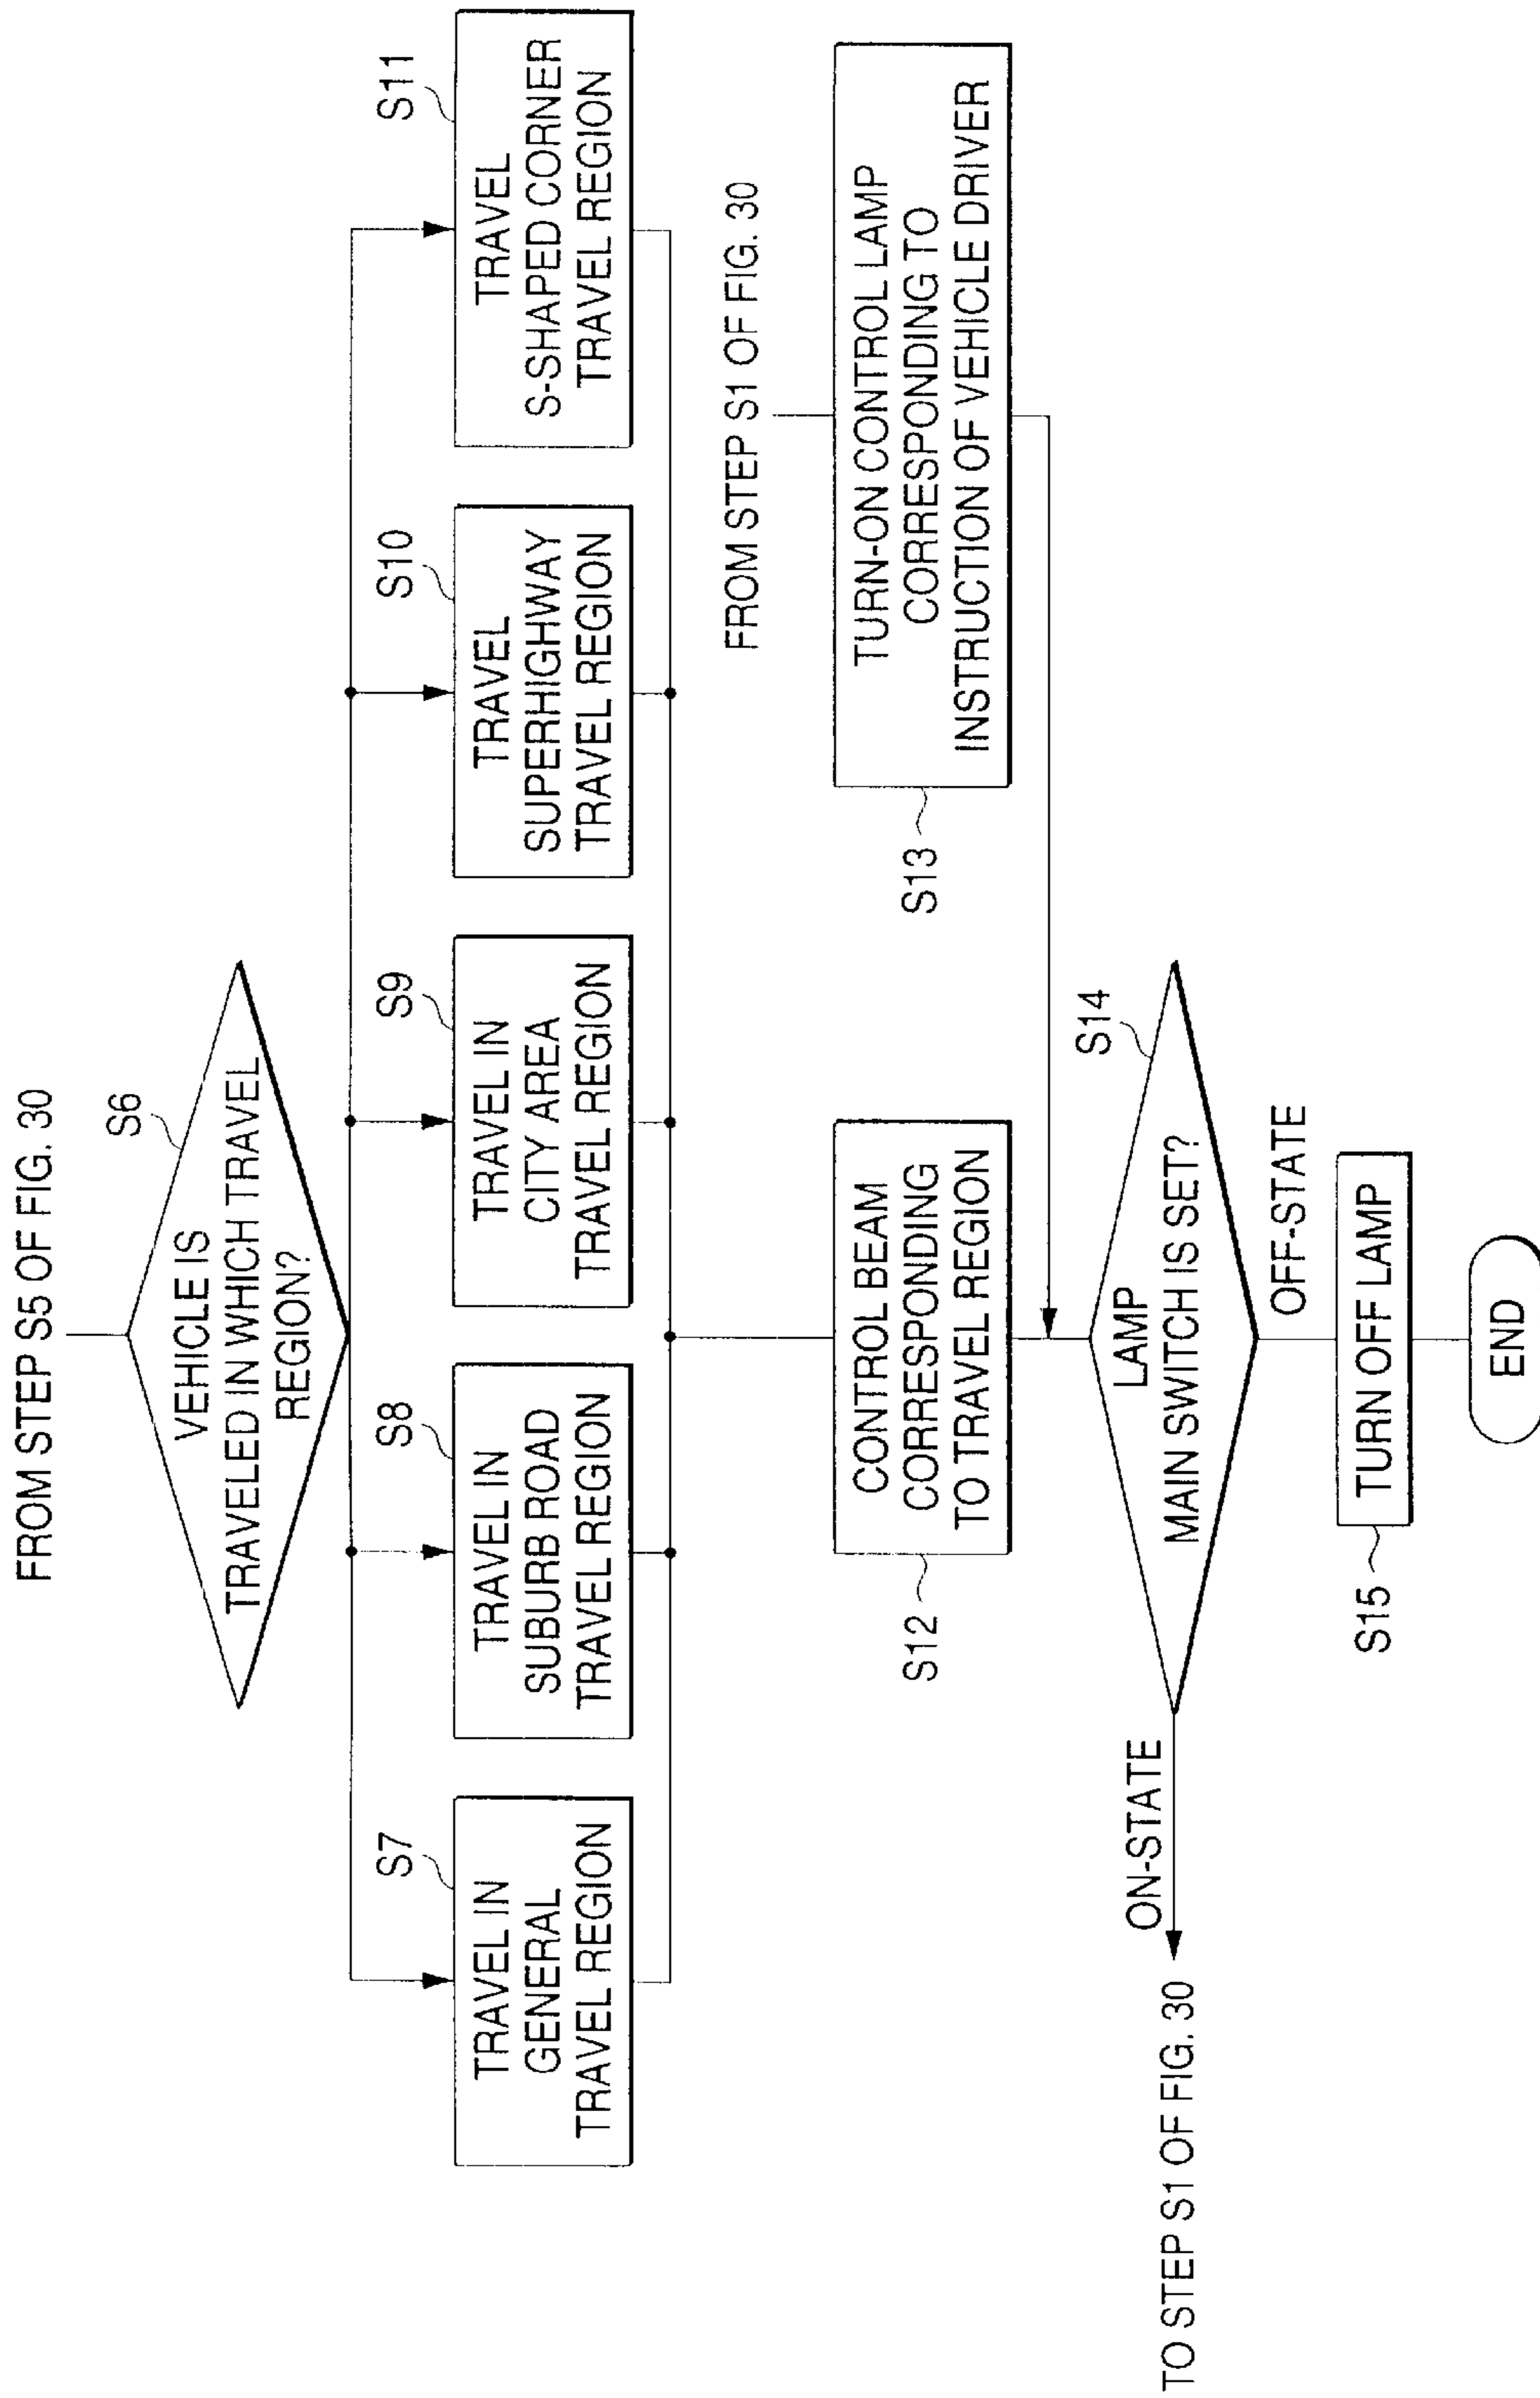 FROM STEP S5 OF FIG. 30
S6
VEHICLE IS
TRAVELED IN WHICH TRAVEL
REGION?
S7
TRAVEL IN
GENERAL
TRAVEL REGION
S8
TRAVEL IN
SUBURB ROAD
TRAVEL REGION
S9
TRAVEL IN
CITY AREA
TRAVEL REGION
S10
TRAVEL
SUPERHIGHWAY
TRAVEL REGION
S11
TRAVEL
S-SHAPED CORNER
TRAVEL REGION
FROM STEP S1 OF FIG. 30
S12
CONTROL BEAM
CORRESPONDING
TO TRAVEL REGION
S13
TURN-ON CONTROL LAMP
CORRESPONDING TO
INSTRUCTION OF VEHICLE DRIVER
S14
LAMP
MAIN SWITCH IS SET?
ON-STATE
TO STEP S1 OF FIG. 30
OFF-STATE
S15
TURN OFF LAMP
END